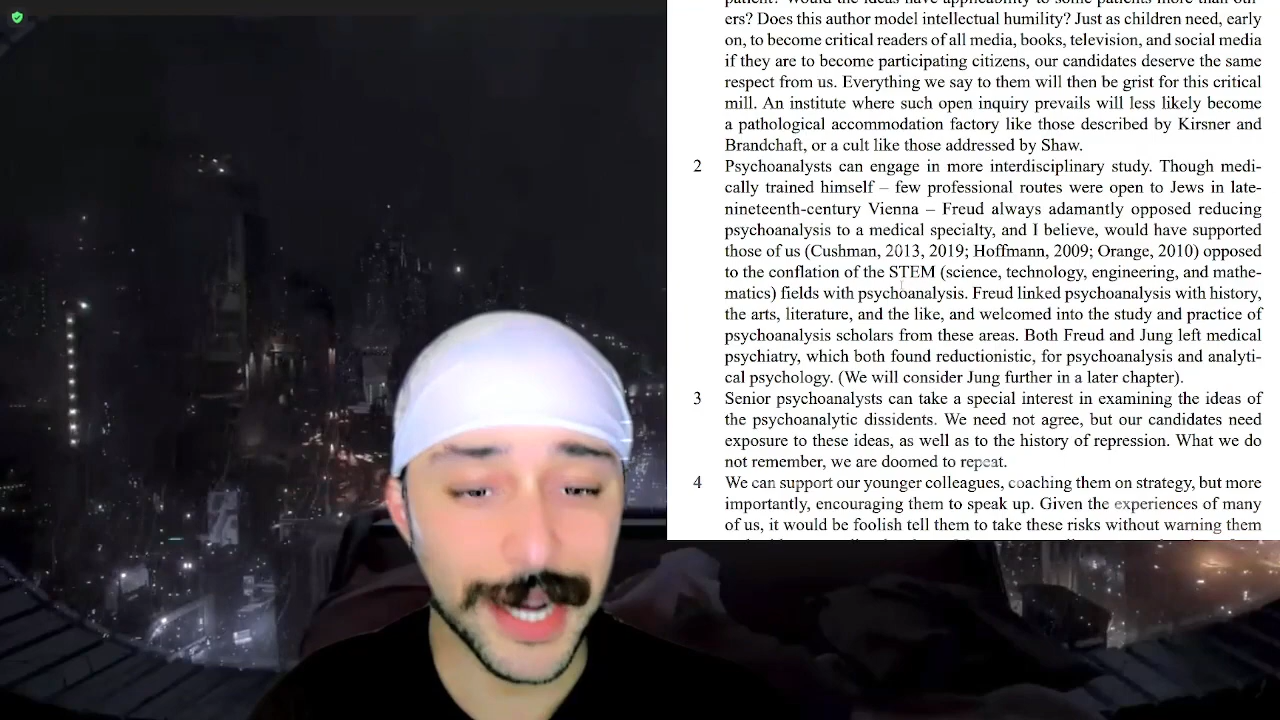 ers? Does this author model intellectual humility? Just as children need, early
on, to become critical readers of all media, books, television, and social media
if they are to become participating citizens, our candidates deserve the same
respect from us. Everything we say to them will then be grist for this critical
mill. An institute where such open inquiry prevails will less likely become
a pathological accommodation factory like those described by Kirsner and
Brandchaft, or a cult like those addressed by Shaw.
2 Psychoanalysts can engage in more interdisciplinary study. Though medi-
cally trained himself – few professional routes were open to Jews in late-
nineteenth-century Vienna – Freud always adamantly opposed reducing
psychoanalysis to a medical specialty, and I believe, would have supported
those of us (Cushman, 2013, 2019; Hoffmann, 2009; Orange, 2010) opposed
to the conflation of the STEM (science, technology, engineering, and mathe-
matics) fields with psychoanalysis. Freud linked psychoanalysis with history,
the arts, literature, and the like, and welcomed into the study and practice of
psychoanalysis scholars from these areas. Both Freud and Jung left medical
psychiatry, which both found reductionistic, for psychoanalysis and analyti-
cal psychology. (We will consider Jung further in a later chapter).
3 Senior psychoanalysts can take a special interest in examining the ideas of
the psychoanalytic dissidents. We need not agree, but our candidates need
exposure to these ideas, as well as to the history of repression. What we do
not remember, we are doomed to repeat.
4 We can support our younger colleagues, coaching them on strategy, but more
importantly, encouraging them to speak up. Given the experiences of many
of us, it would be foolish tell them to take these risks without warning them